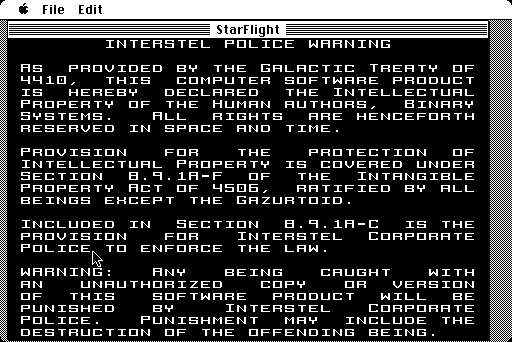 File Edit
StarFlight
INTERSTEL POLICE WARNING
AS PROVIDED BY THE GALACTIC TREATY OF
4410, THIS COMPUTER SOFTWARE PRODUCT
IS HEREBY DECLARED THE INTELLECTUAL
PROPERTY OF THE HUMAN AUTHORS, BINARY
SYSTEMS. ALL RIGHTS ARE HENCEFORTH
RESERVED IN SPACE AND TIME.
PROVISION FOR THE PROTECTION OF
INTELLECTUAL PROPERTY IS COVERED UNDER
SECTION 8.9.1A-F OF THE INTANGIBLE
PROPERTY ACT OF 4506, RATIFIED BY ALL
BEINGS EXCEPT THE GAZURTOID.
INCLUDED IN SECTION 8.9.1A-C IS THE
PROVISION FOR INTERSTEL CORPORATE
POLICE TO ENFORCE THE LAW.
WARNING: ANY BEING CAUGHT WITH
AN UNAUTHORIZED COPY OR VERSION
OF THIS SOFTWARE PRODUCT WILL BE
PUNISHED BY INTERSTEL CORPORATE
POLICE. PUNISHMENT MAY INCLUDE THE
DESTRUCTION OF THE OFFENDING BEING.